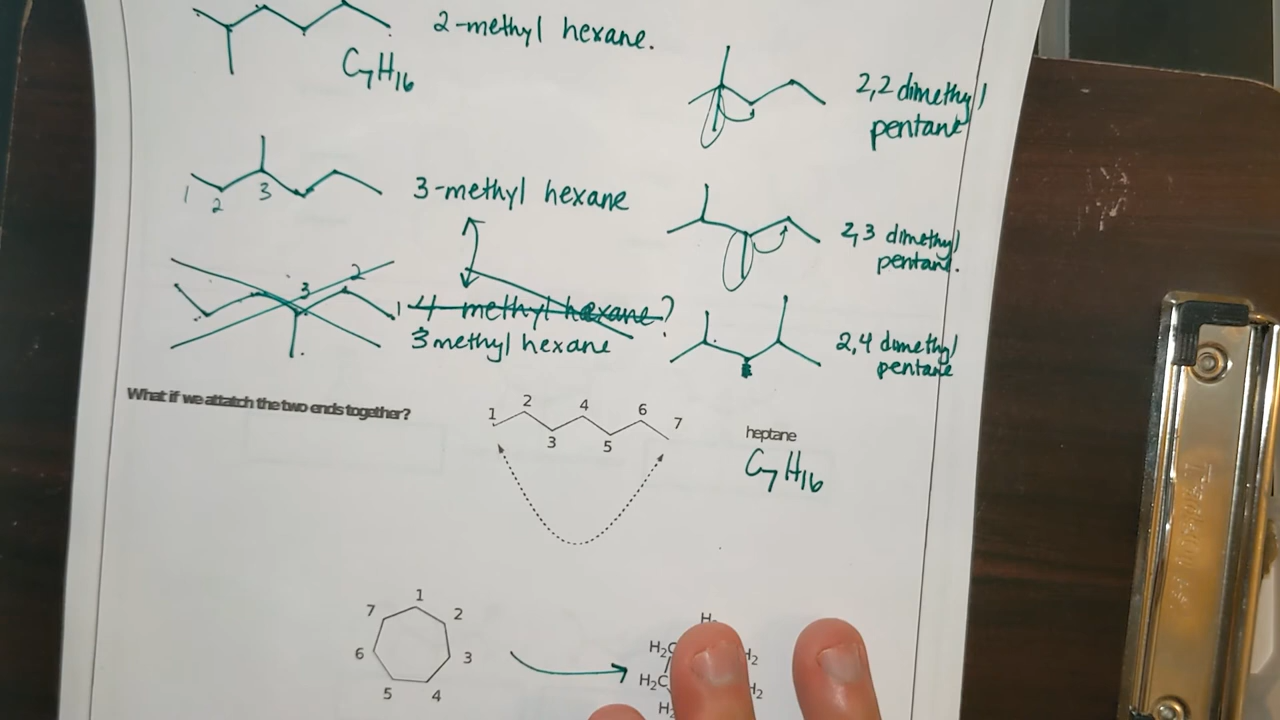 2-methyl hexane.
C7H16
2,2 dimethyl
pentane
1 2 3
3-methyl hexane
2,3 dimethyl
pentane.
3 2 1
4-methyl hexane?
3 methyl hexane
2,4 dimethyl
pentane
What if we attatch the two ends together?
1 2 3 4 5 6 7
heptane
C7H16
1
7 2
6 3
5 4
H2C
H2
H2C
H2